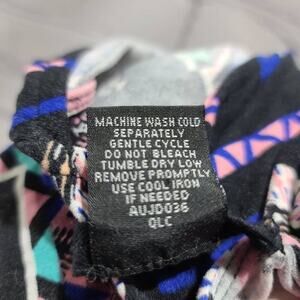 MACHINE WASH COLD
SEPARATELY
GENTLE CYCLE
DO NOT BLEACH
TUMBLE DRY LOW
REMOVE PROMPTLY
USE COOL IRON
IF NEEDED
AUJD036
QLC